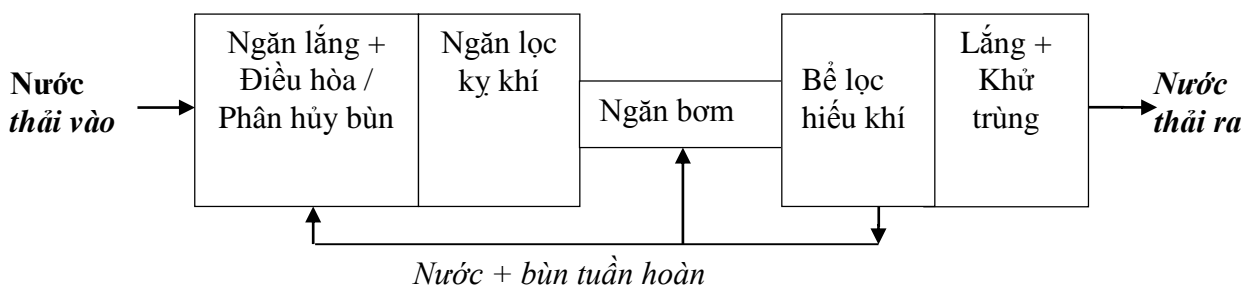 Nước
thải vào
Ngăn lắng +
Điều hòa /
Phân hủy bùn
Ngăn lọc
kỵ khí
Ngăn bơm
Bể lọc
hiếu khí
Lắng +
Khử
trùng
Nước
thải ra
Nước + bùn tuần hoàn